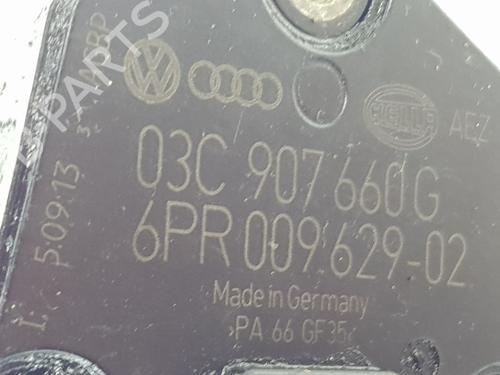 HELLA AEZ
03C 907 660 G
6PR 009 629-02
Made in Germany
>PA 66 GF35<
5:09:13
PARTS